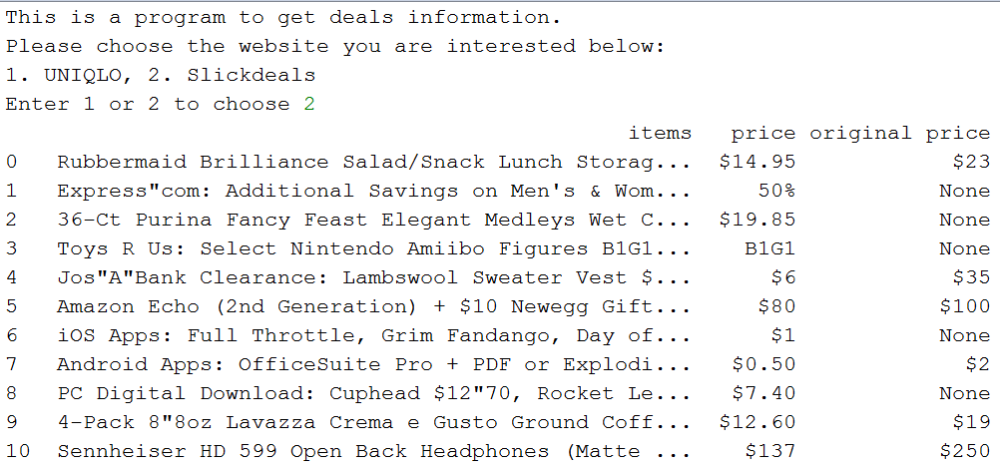 This is a program to get deals information.
Please choose the website you are interested below:
1. UNIQLO, 2. Slickdeals
Enter 1 or 2 to choose 2
items price original price
0 Rubbermaid Brilliance Salad/Snack Lunch Storag... $14.95 $23
1 Express"com: Additional Savings on Men's & Wom... 50% None
2 36-Ct Purina Fancy Feast Elegant Medleys Wet C... $19.85 None
3 Toys R Us: Select Nintendo Amiibo Figures B1G1... B1G1 None
4 Jos"A"Bank Clearance: Lambswool Sweater Vest $... $6 $35
5 Amazon Echo (2nd Generation) + $10 Newegg Gift... $80 $100
6 iOS Apps: Full Throttle, Grim Fandango, Day of... $1 None
7 Android Apps: OfficeSuite Pro + PDF or Explodi... $0.50 $2
8 PC Digital Download: Cuphead $12"70, Rocket Le... $7.40 None
9 4-Pack 8"8oz Lavazza Crema e Gusto Ground Coff... $12.60 $19
10 Sennheiser HD 599 Open Back Headphones (Matte ... $137 $250